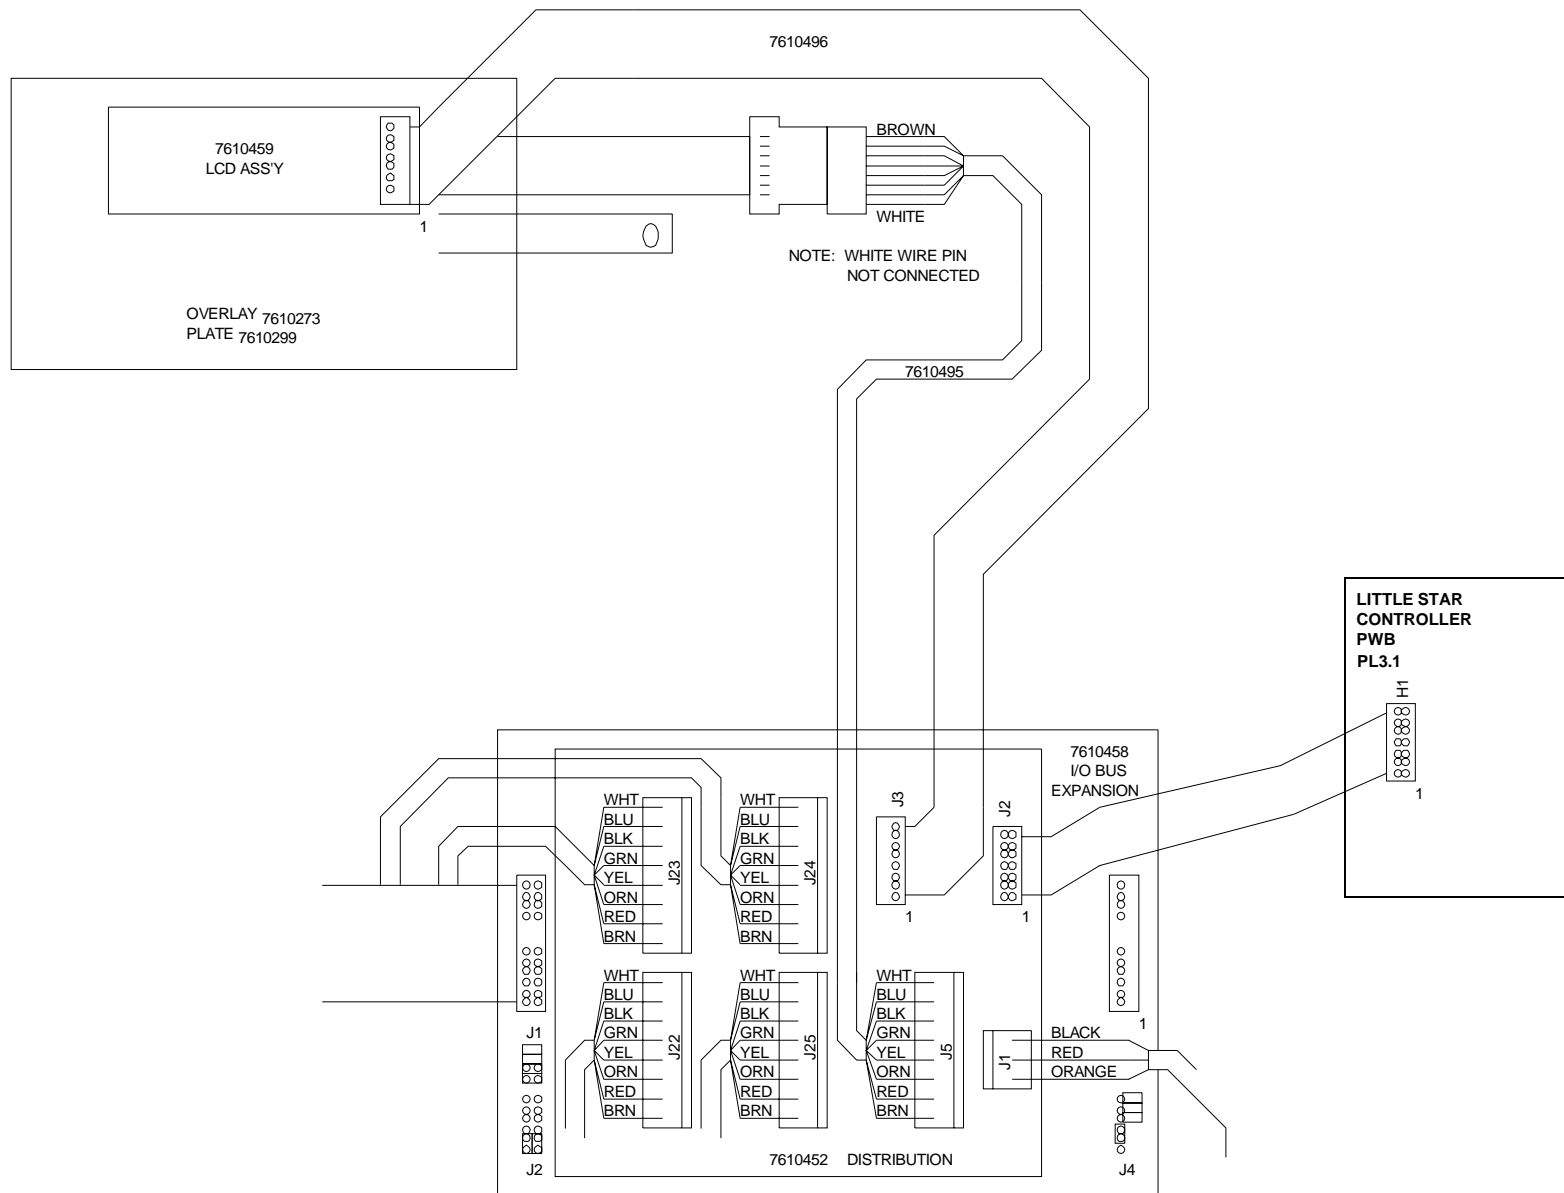 7610496
7610459
LCD ASS'Y
1
BROWN
WHITE
NOTE: WHITE WIRE PIN
NOT CONNECTED
OVERLAY 7610273
PLATE 7610299
7610495
LITTLE STAR
CONTROLLER
PWB
PL3.1
H1
1
7610458
I/O BUS
EXPANSION
WHT
BLU
BLK
GRN
YEL
ORN
RED
BRN
J23
WHT
BLU
BLK
GRN
YEL
ORN
RED
BRN
J24
J3
1
J2
1
1
J1
J2
WHT
BLU
BLK
GRN
YEL
ORN
RED
BRN
J22
WHT
BLU
BLK
GRN
YEL
ORN
RED
BRN
J25
WHT
BLU
BLK
GRN
YEL
ORN
RED
BRN
J5
J1
BLACK
RED
ORANGE
J4
7610452 DISTRIBUTION